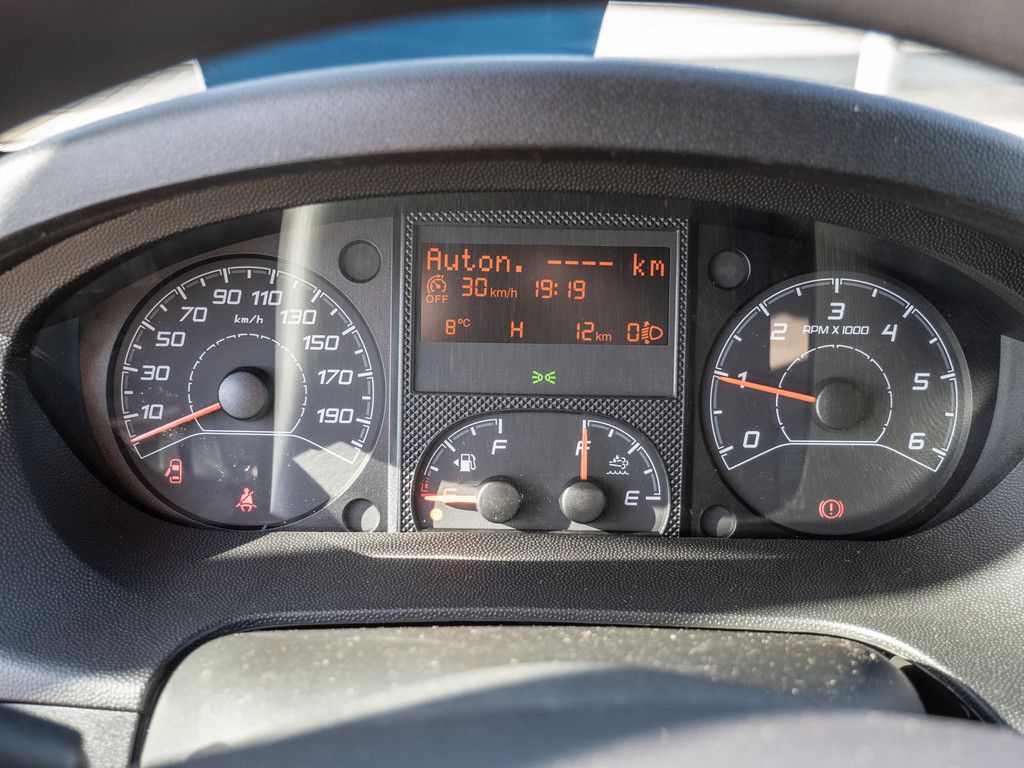 Auton. ---- km
OFF 30 km/h 19:19
8°C H 12 km 0
10 30 50 70 90 110 130 150 170 190
km/h
F
E
F
E
0 1 2 3 4 5 6
RPM X 1000